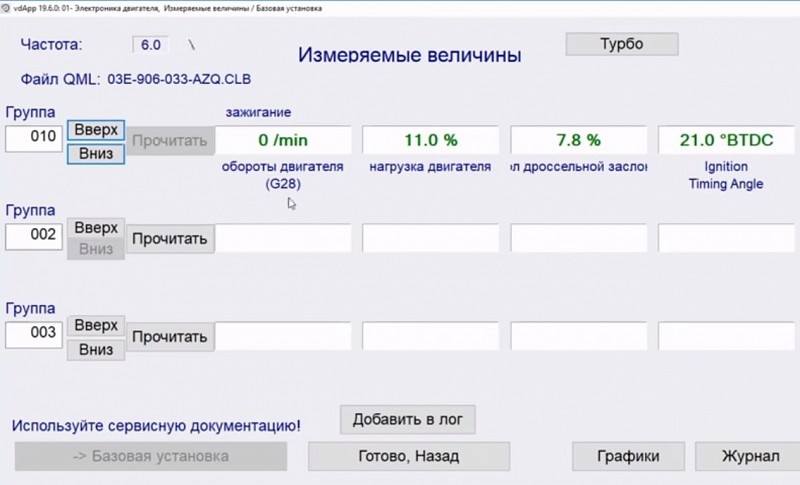 vdApp 19.6.0: 01- Электроника двигателя, Измеряемые величины / Базовая установка
Частота: 6.0 \
Измеряемые величины
Турбо
Файл QML: 03E-906-033-AZQ.CLB
Группа
зажигание
010 Вверх Прочитать 0 /min 11.0 % 7.8 % 21.0 °BTDC
Вниз
обороты двигателя нагрузка двигателя ол дроссельной заслон Ignition
(G28) Timing Angle
Группа
002 Вверх Прочитать
Вниз
Группа
003 Вверх Прочитать
Вниз
Используйте сервисную документацию!
Добавить в лог
-> Базовая установка Готово, Назад Графики Журнал